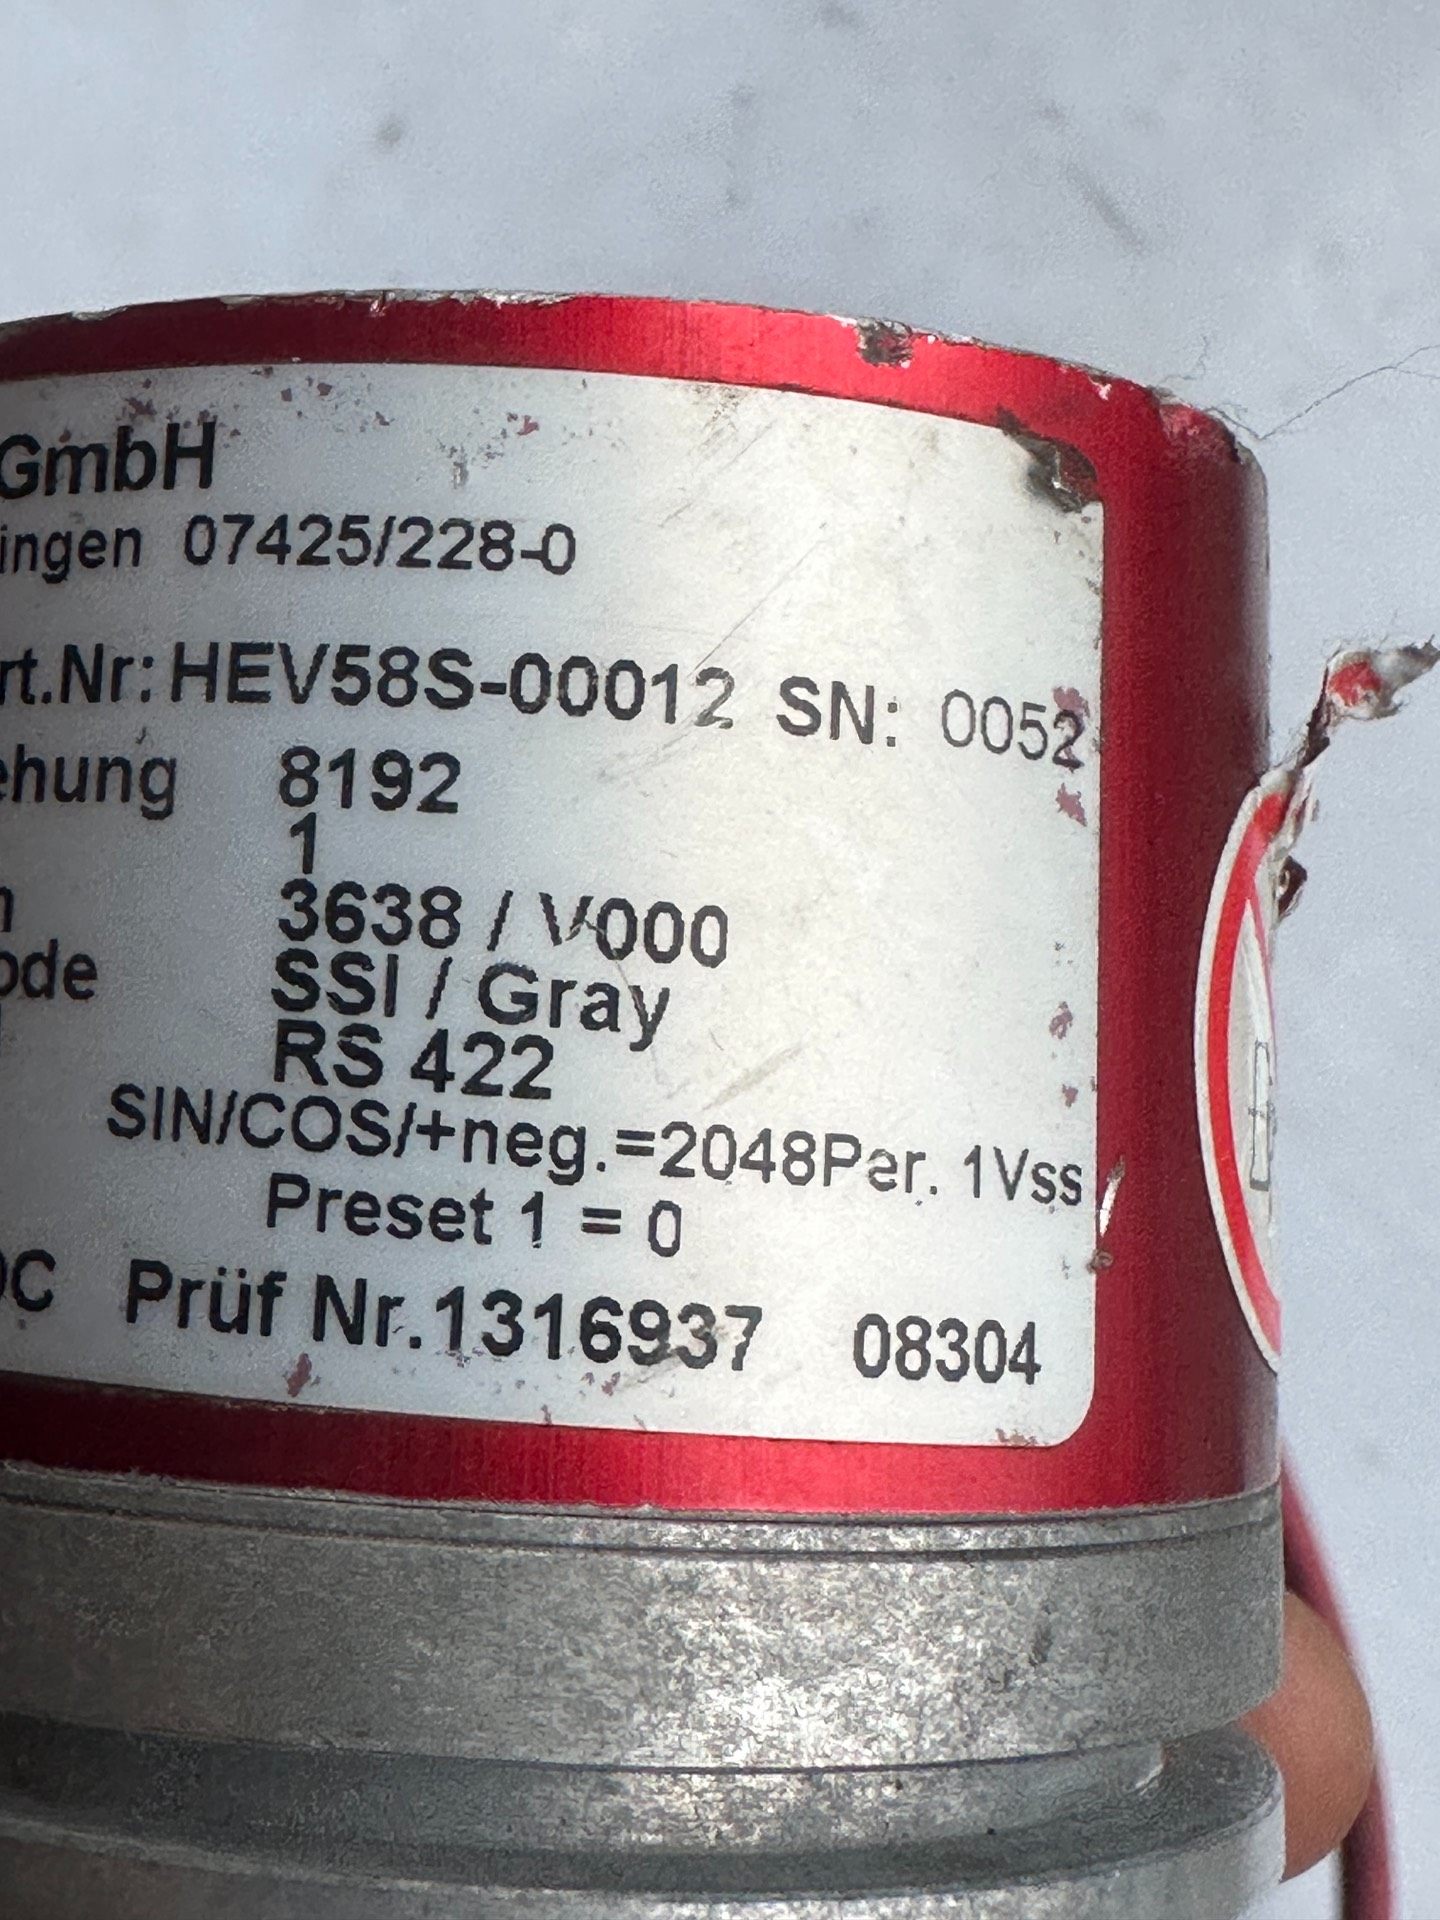 GmbH
ingen 07425/228-0
rt.Nr: HEV58S-00012 SN: 0052
ehung 8192
1
n 3638 / V000
ode SSI / Gray
RS 422
SIN/COS/+neg.=2048Per. 1Vss
Preset 1 = 0
DC Prüf Nr.1316937 08304